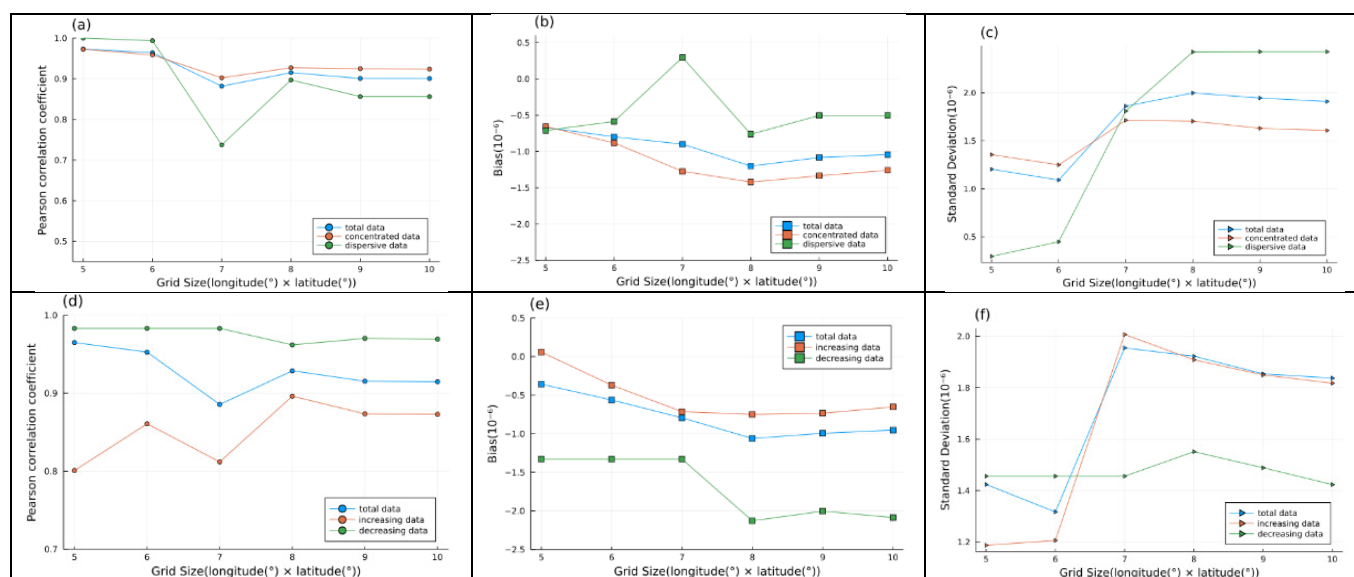 (a)
Pearson correlation coefficient
1.0
0.9
0.8
0.7
0.6
0.5
5 6 7 8 9 10
Grid Size(longitude(°) × latitude(°))
total data
concentrated data
dispersive data
(b)
Bias(10⁻⁶)
0.5
0.0
−0.5
−1.0
−1.5
−2.0
−2.5
5 6 7 8 9 10
Grid Size(longitude(°) × latitude(°))
total data
concentrated data
dispersive data
(c)
Standard Deviation(10⁻⁶)
2.0
1.5
1.0
0.5
5 6 7 8 9 10
Grid Size(longitude(°) × latitude(°))
total data
concentrated data
dispersive data
(d)
Pearson correlation coefficient
1.0
0.9
0.8
0.7
5 6 7 8 9 10
Grid Size(longitude(°) × latitude(°))
total data
increasing data
decreasing data
(e)
Bias(10⁻⁶)
0.0
−0.5
−1.0
−1.5
−2.0
−2.5
5 6 7 8 9 10
Grid Size(longitude(°) × latitude(°))
total data
increasing data
decreasing data
(f)
Standard Deviation(10⁻⁶)
2.0
1.8
1.6
1.4
1.2
5 6 7 8 9 10
Grid Size(longitude(°) × latitude(°))
total data
increasing data
decreasing data